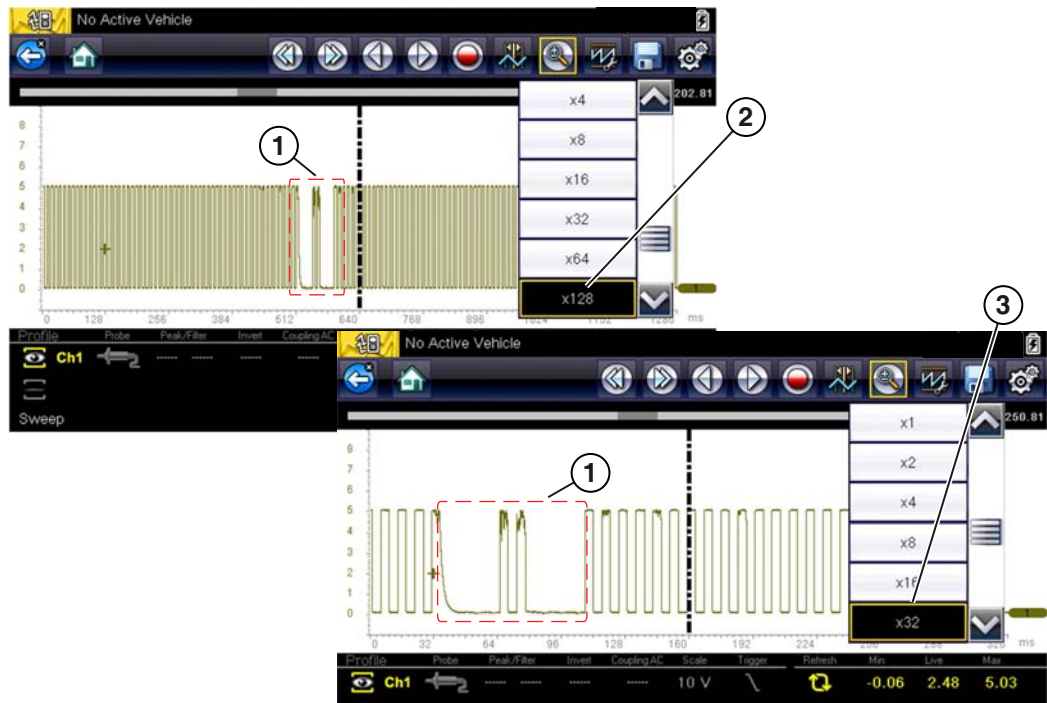 No Active Vehicle
202.81
x4
x8
x16
x32
x64
x128
2
1
8
7
6
5
4
3
2
1
0
1
0 128 256 384 512 640 768 896 1024 1152 1280 ms
Profile Probe Peak/Filter Invert Coupling AC
Ch1 ----- ----- ----- -----
Sweep
3
No Active Vehicle
250.81
x1
x2
x4
x8
x16
x32
1
8
7
6
5
4
3
2
1
0
0 32 64 96 128 160 192 224 256 288 320 ms
Profile Probe Peak/Filter Invert Coupling AC Scale Trigger Refresh Min Live Max
Ch1 ----- ----- ----- ----- 10 V -0.06 2.48 5.03